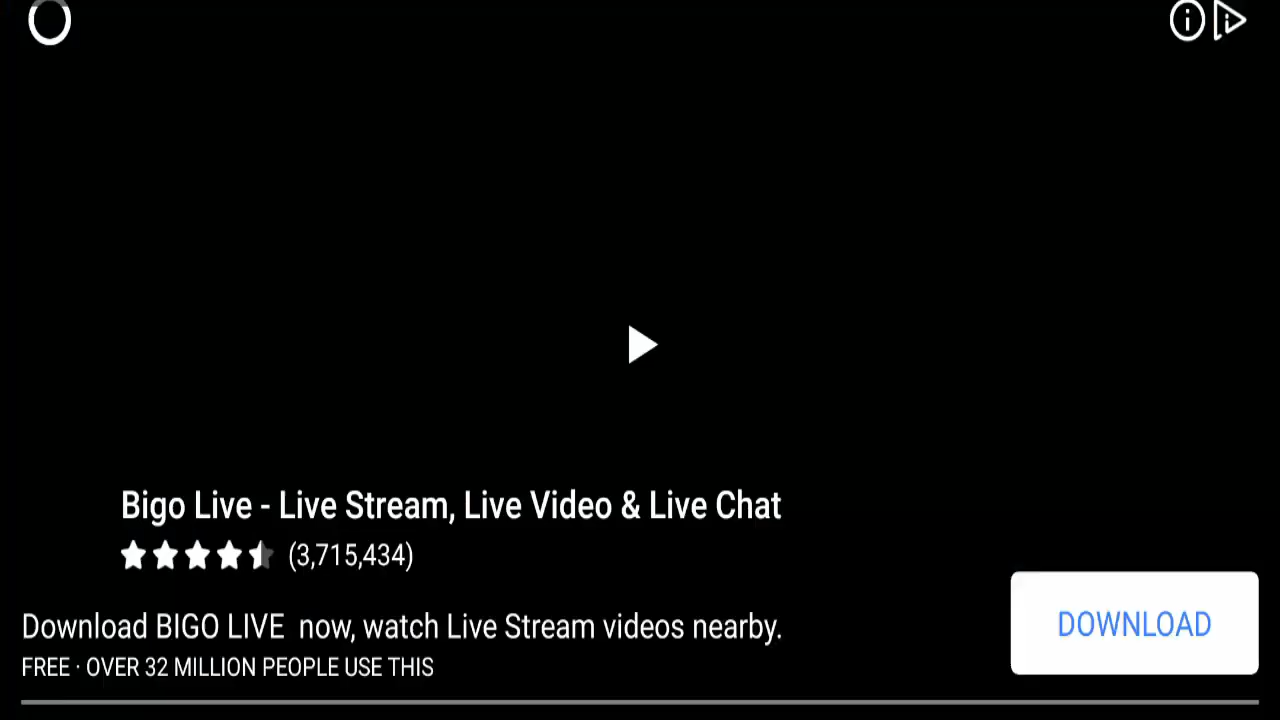 Bigo Live - Live Stream, Live Video & Live Chat
(3,715,434)
Download BIGO LIVE  now, watch Live Stream videos nearby.
DOWNLOAD
FREE · OVER 32 MILLION PEOPLE USE THIS